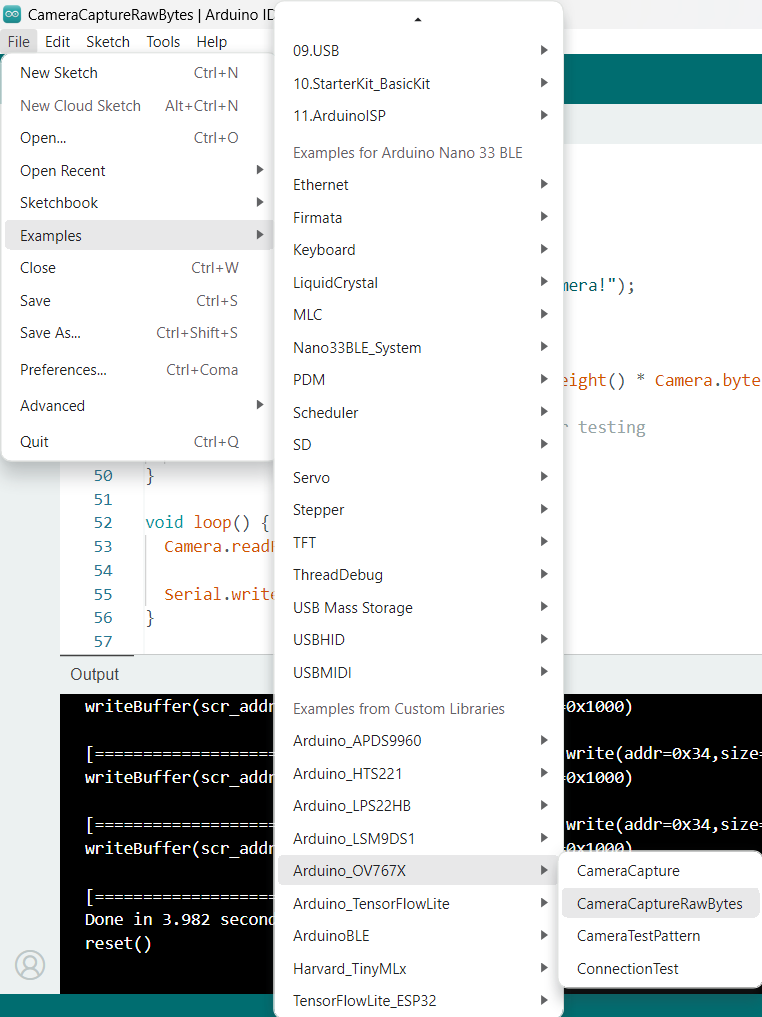 CameraCaptureRawBytes | Arduino ID
File Edit Sketch Tools Help
New Sketch Ctrl+N
New Cloud Sketch Alt+Ctrl+N
Open... Ctrl+O
Open Recent
Sketchbook
Examples
Close Ctrl+W
Save Ctrl+S
Save As... Ctrl+Shift+S
Preferences... Ctrl+Coma
Advanced
Quit Ctrl+Q
09.USB
10.StarterKit_BasicKit
11.ArduinoISP
Examples for Arduino Nano 33 BLE
Ethernet
Firmata
Keyboard
LiquidCrystal
MLC
Nano33BLE_System
PDM
Scheduler
SD
Servo
Stepper
TFT
ThreadDebug
USB Mass Storage
USBHID
USBMIDI
Examples from Custom Libraries
Arduino_APDS9960
Arduino_HTS221
Arduino_LPS22HB
Arduino_LSM9DS1
Arduino_OV767X
Arduino_TensorFlowLite
ArduinoBLE
Harvard_TinyMLx
TensorFlowLite_ESP32
CameraCapture
CameraCaptureRawBytes
CameraTestPattern
ConnectionTest
mera!");
eight() * Camera.byte
testing
50 }
51
52 void loop() {
53 Camera.read
54
55 Serial.write
56 }
57
Output
writeBuffer(scr_addr =0x1000)
[==================== write(addr=0x34,size=
writeBuffer(scr_addr =0x1000)
[==================== write(addr=0x34,size=
writeBuffer(scr_addr =0x1000)
[====================
Done in 3.982 second
reset()